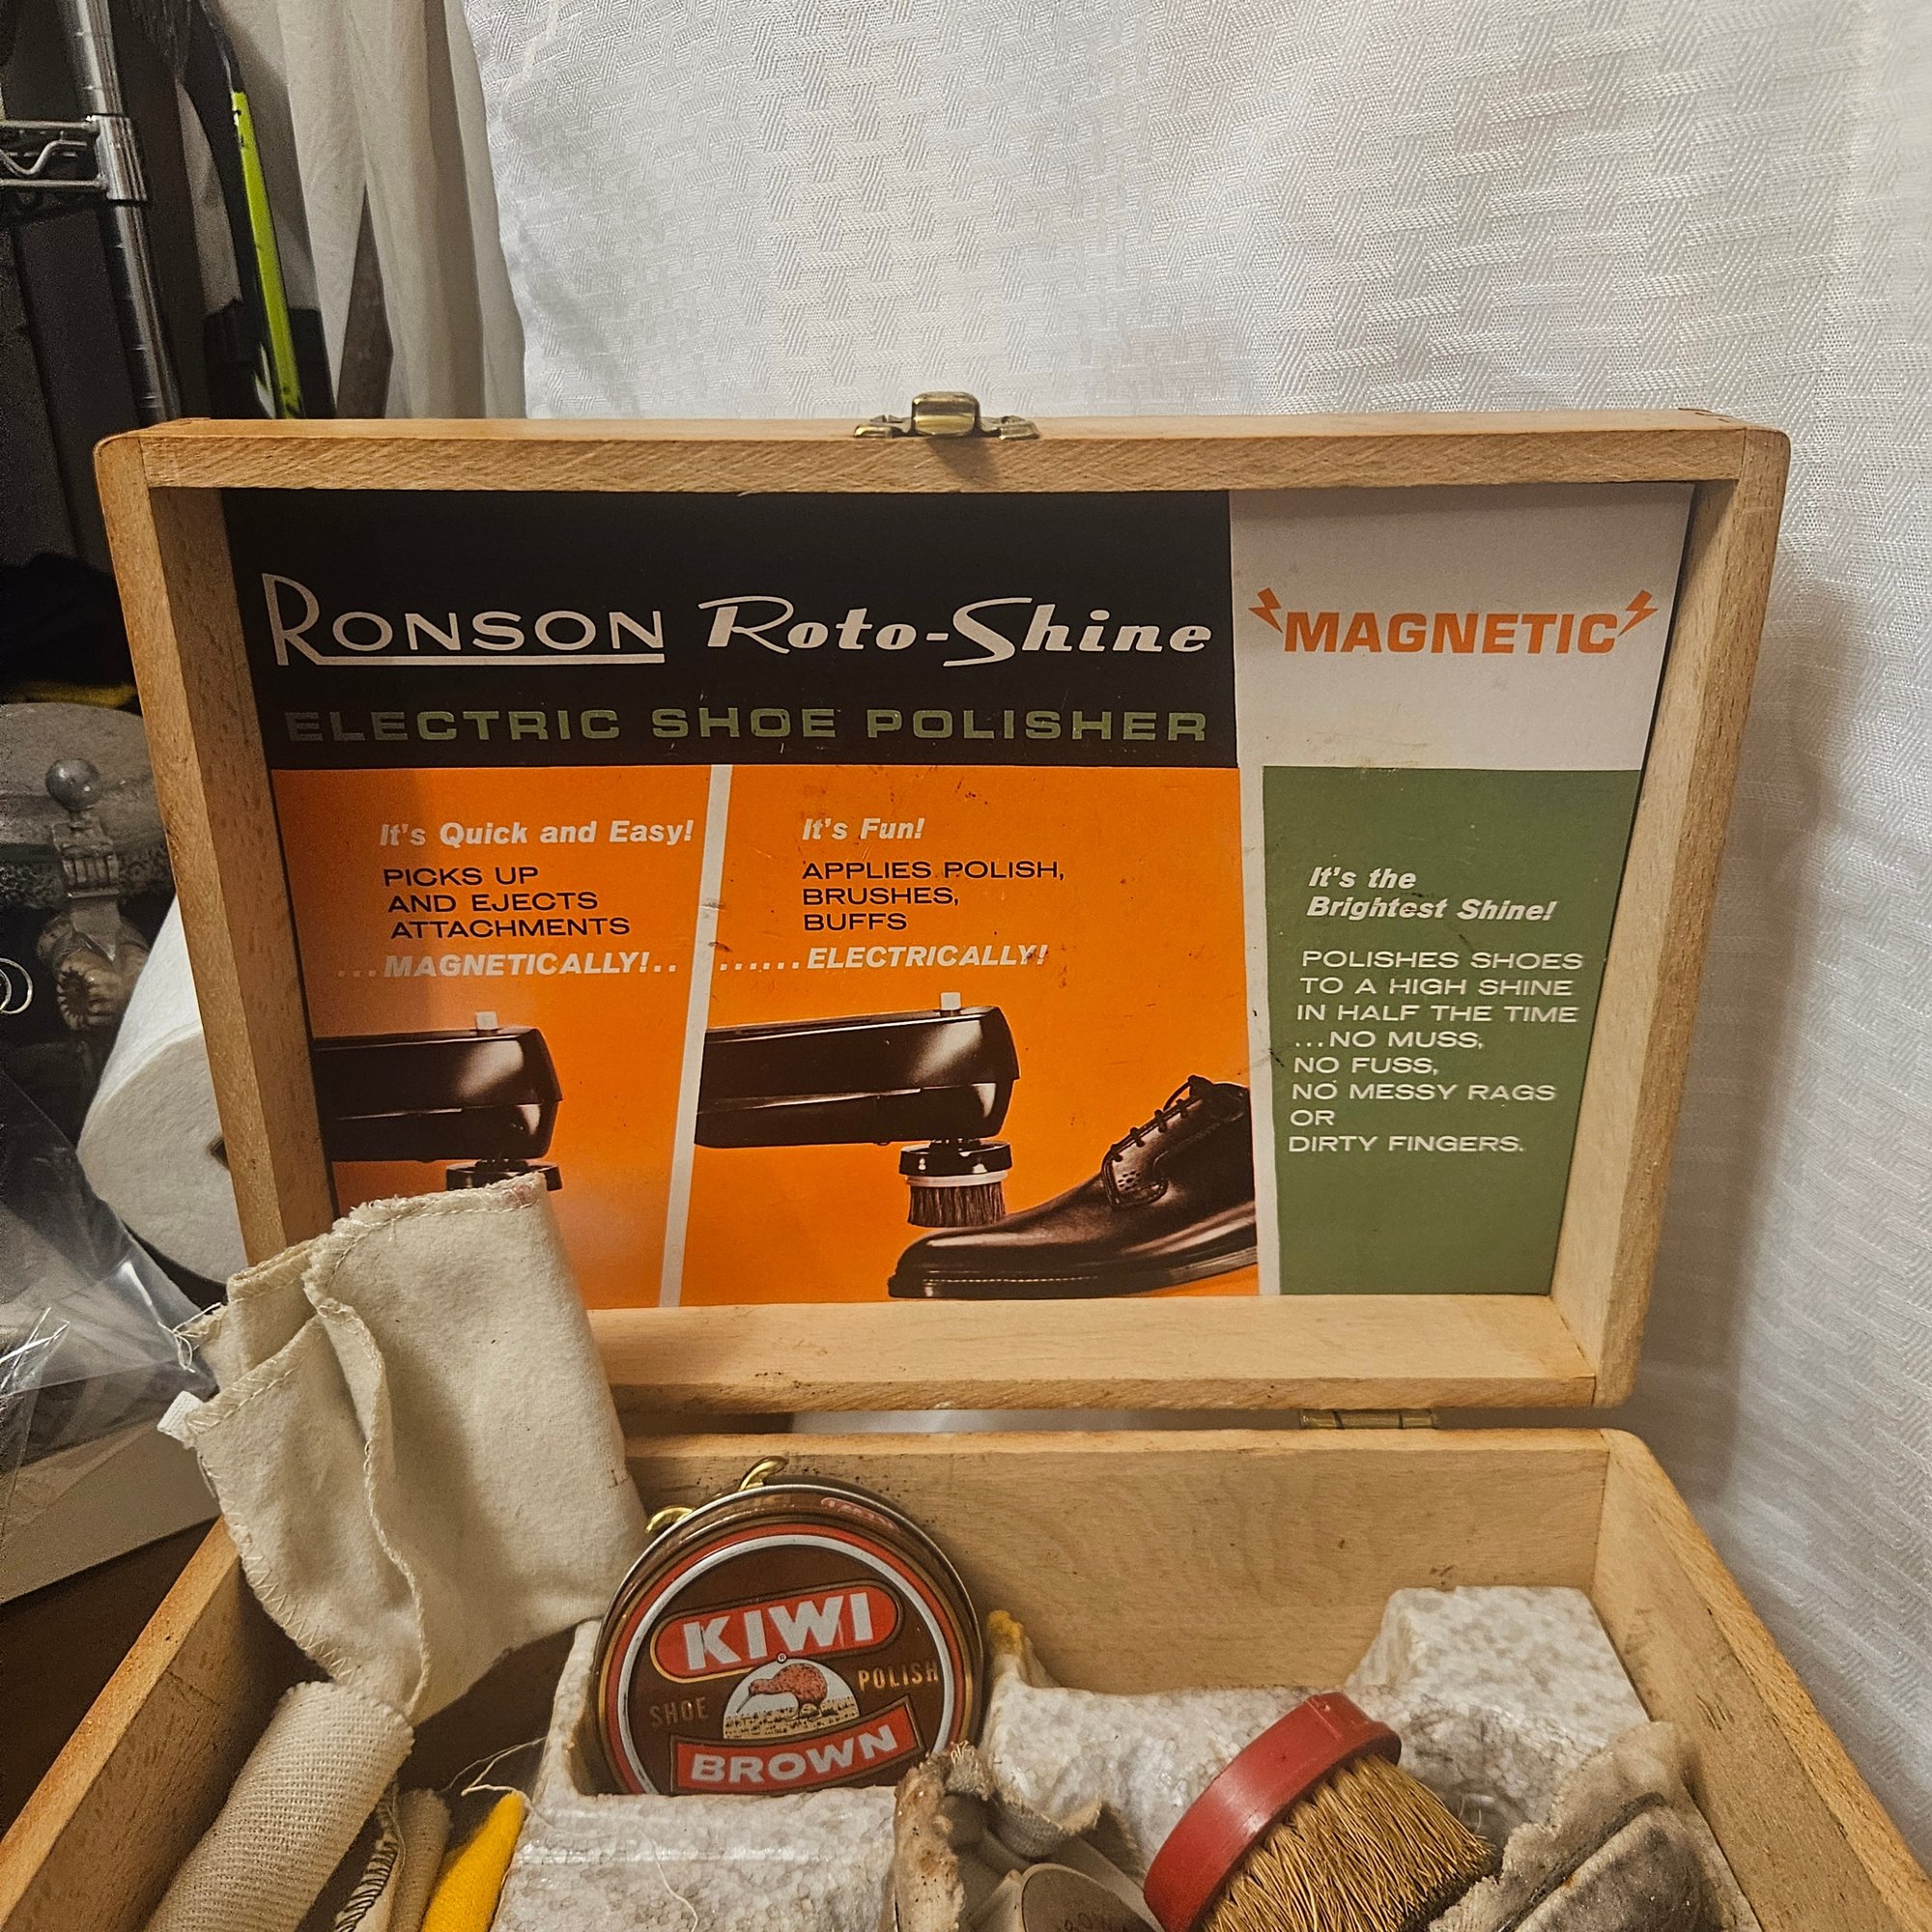 RONSON Roto-Shine
ELECTRIC SHOE POLISHER
MAGNETIC
It's Quick and Easy!
PICKS UP
AND EJECTS
ATTACHMENTS
...MAGNETICALLY!..
It's Fun!
APPLIES POLISH,
BRUSHES,
BUFFS
......ELECTRICALLY!
It's the
Brightest Shine!
POLISHES SHOES
TO A HIGH SHINE
IN HALF THE TIME
...NO MUSS,
NO FUSS,
NO MESSY RAGS
OR
DIRTY FINGERS.
KIWI
®
SHOE POLISH
BROWN